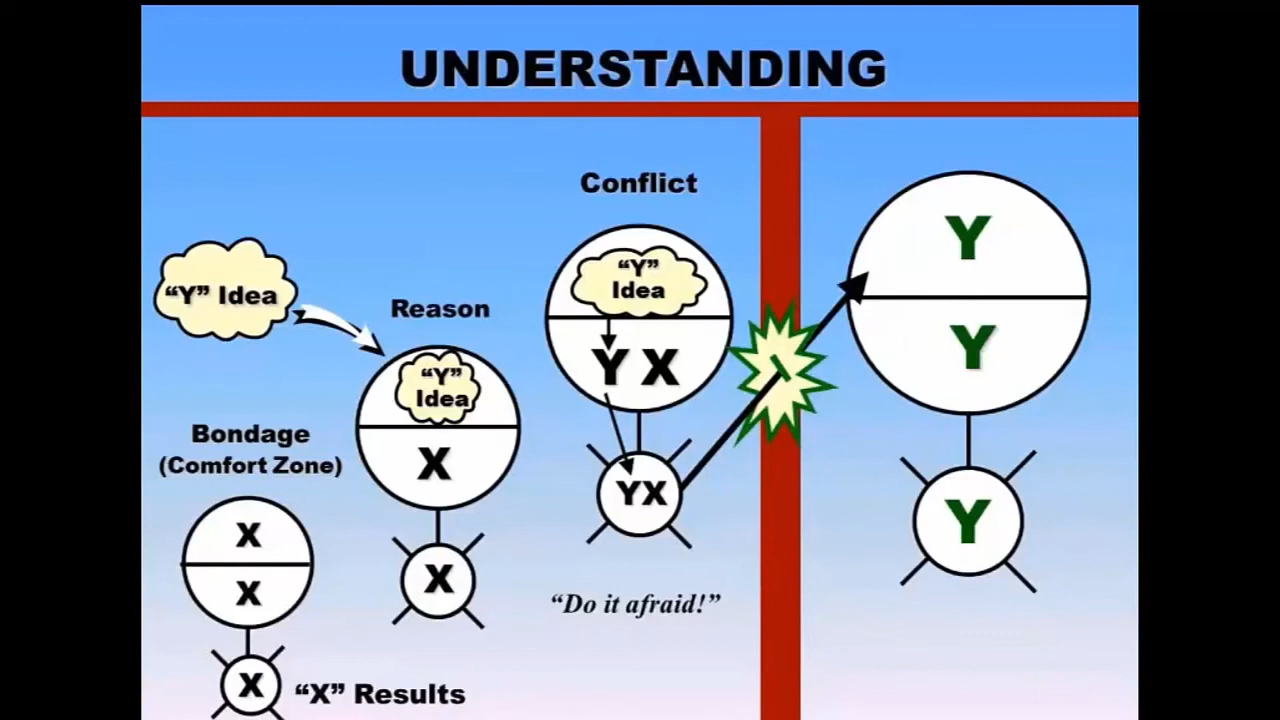 UNDERSTANDING
Conflict
"Y" Idea
Reason
"Y"
Idea
X
X
Bondage
(Comfort Zone)
X
X
X
"X" Results
"Y"
Idea
Y X
YX
"Do it afraid!"
Y
Y
Y